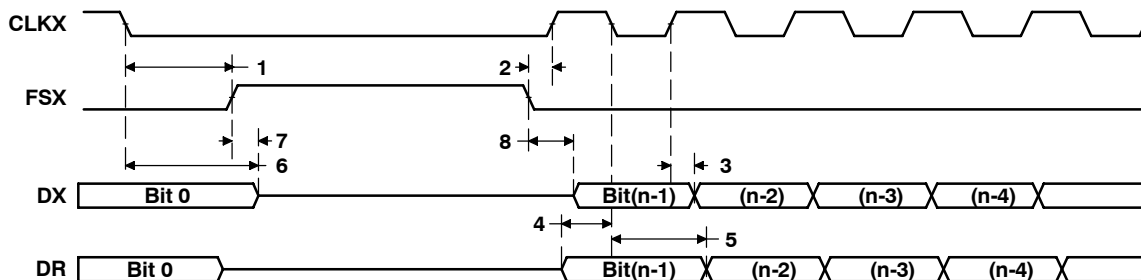 CLKX
1
2
FSX
7
8
6
3
DX
Bit 0
Bit(n-1)
(n-2)
(n-3)
(n-4)
4
5
DR
Bit 0
Bit(n-1)
(n-2)
(n-3)
(n-4)